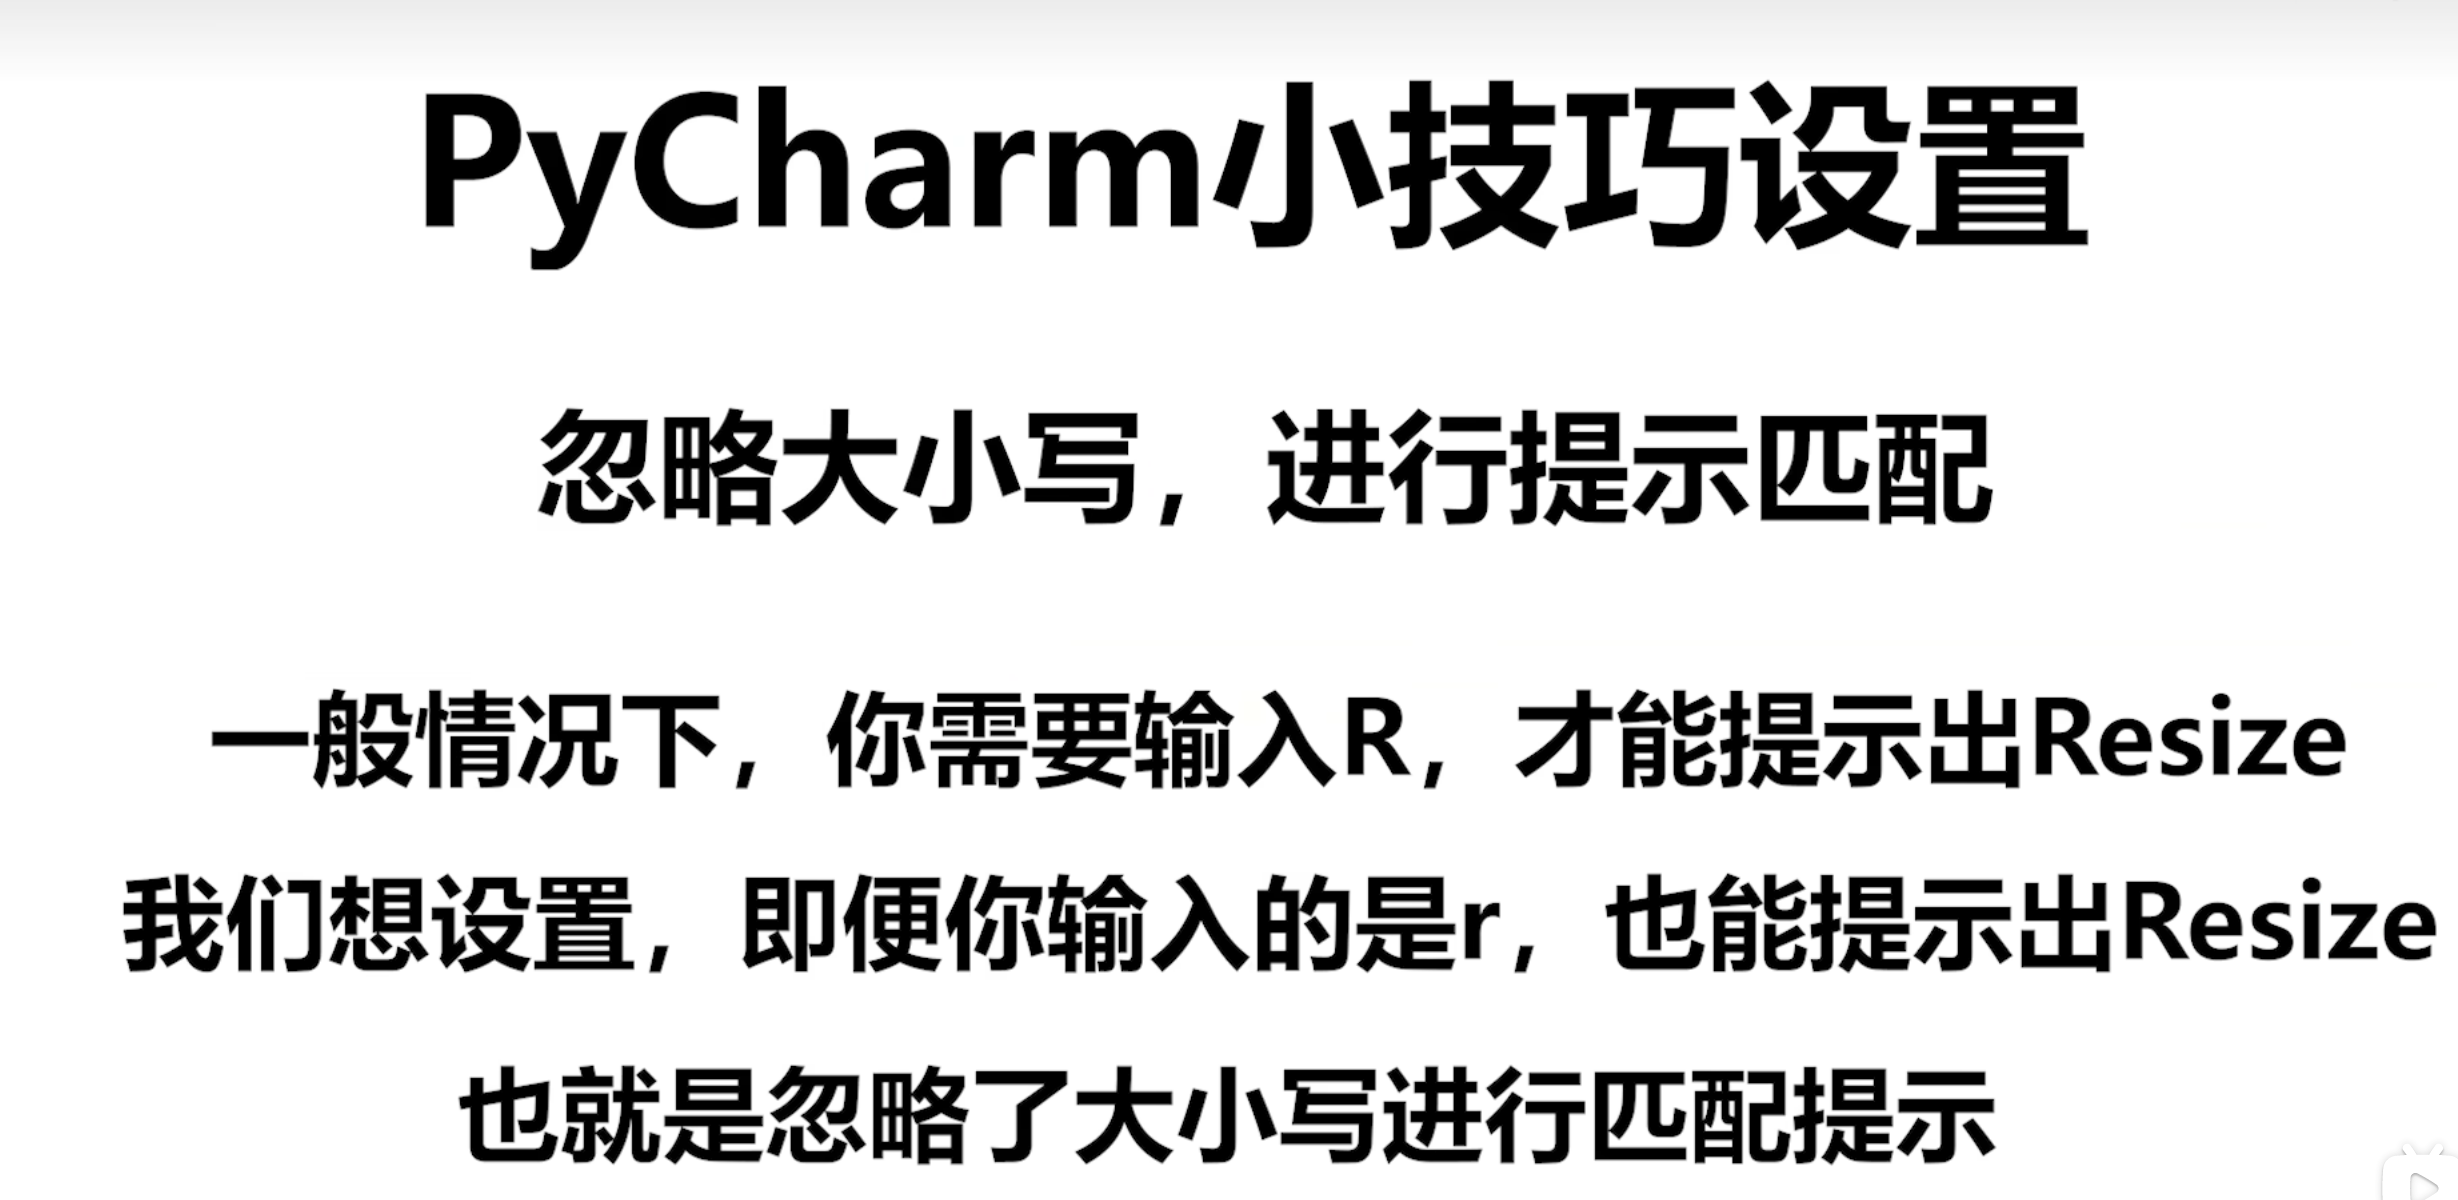 PyCharm小技巧设置
忽略大小写，进行提示匹配
一般情况下，你需要输入R，才能提示出Resize
我们想设置，即便你输入的是r，也能提示出Resize
也就是忽略了大小写进行匹配提示